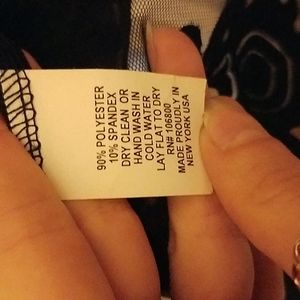 90% POLYESTER
10% SPANDEX
DRY CLEAN OR
HAND WASH IN
COLD WATER
LAY FLAT TO DRY
RN# 106800
MADE PROUDLY IN
NEW YORK USA